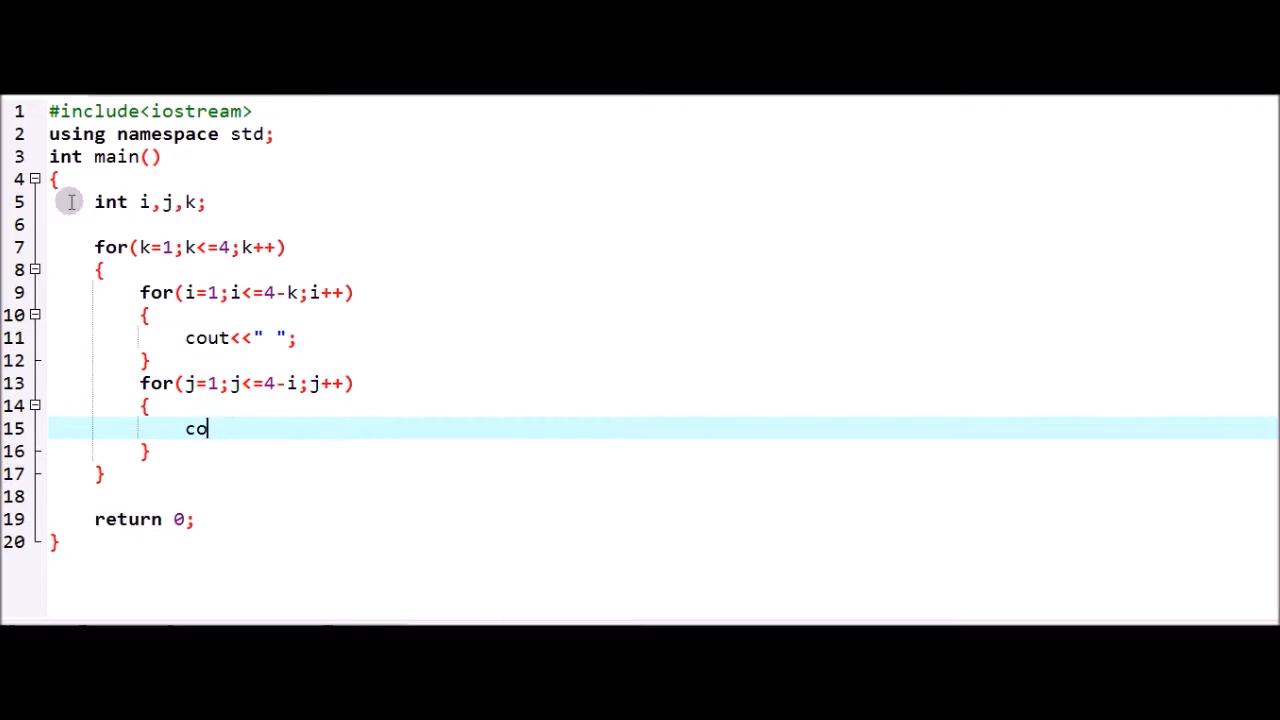 1 #include<iostream>
2 using namespace std;
3 int main()
4 {
5 int i,j,k;
6
7 for(k=1;k<=4;k++)
8 {
9 for(i=1;i<=4-k;i++)
10 {
11 cout<<" ";
12 }
13 for(j=1;j<=4-i;j++)
14 {
15 co
16 }
17 }
18
19 return 0;
20 }